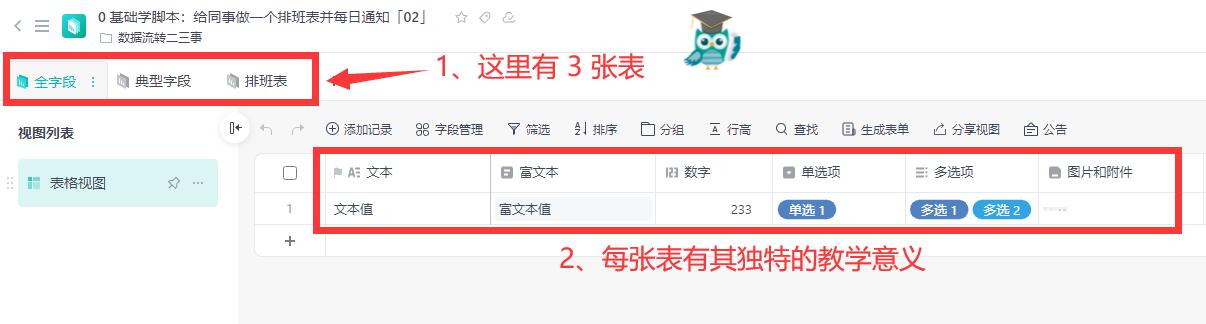 0 基础学脚本：给同事做一个排班表并每日通知「02」
数据流转二三事
1、这里有 3 张表
全字段
典型字段
排班表
视图列表
添加记录 字段管理 筛选 排序 分组 行高 查找 生成表单 分享视图 公告
表格视图
文本 富文本 数字 单选项 多选项 图片和附件
1 文本值 富文本值 233 单选 1 多选 1 多选 2
2、每张表有其独特的教学意义